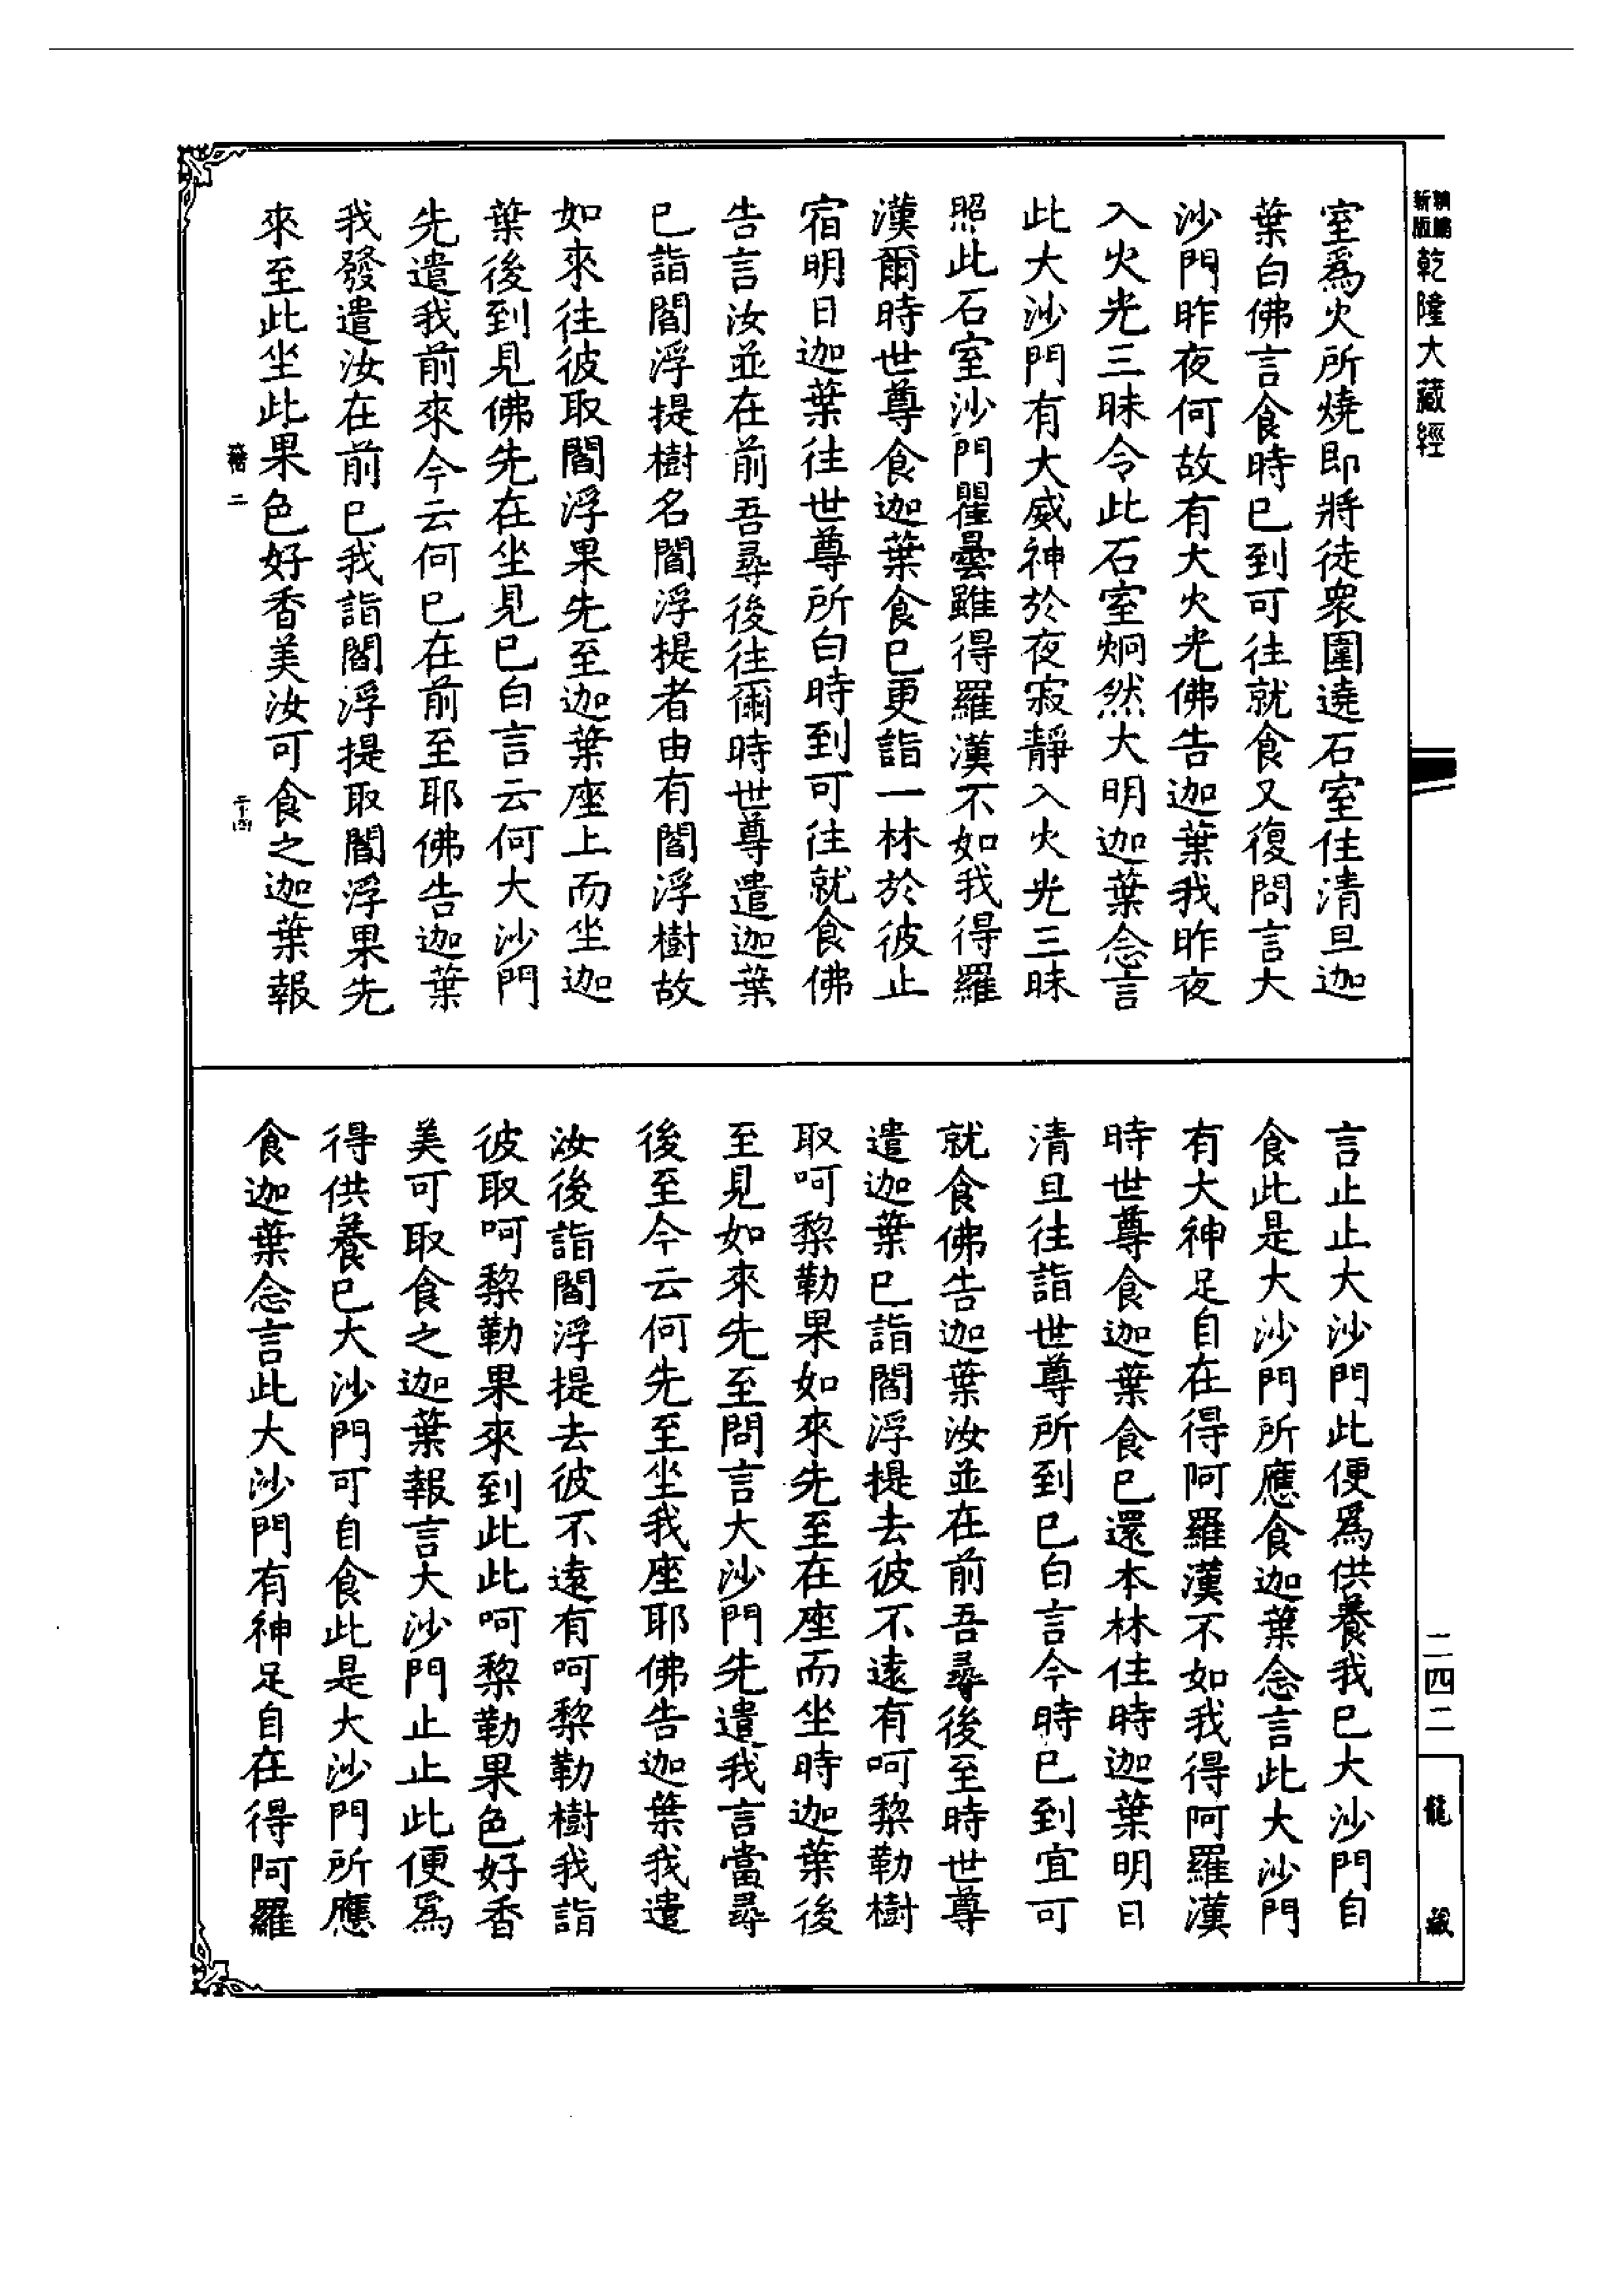 新編縮版
乾隆大藏經
室爲火所燒即將徒衆圍遶石室住清旦迦
葉白佛言食時已到可往就食又復問言大
沙門昨夜何故有大火光佛告迦葉我昨夜
入火光三昧令此石室烱然大明迦葉念言
此大沙門有大威神於夜寂靜入火光三昧
照此石室沙門瞿曇雖得羅漢不如我得羅
漢爾時世尊食迦葉食已更詣一林於彼止
宿明日迦葉往世尊所白時到可往就食佛
告言汝並在前吾尋後往爾時世尊遣迦葉
已詣閻浮提樹名閻浮提者由有閻浮樹故
如來往彼取閻浮果先至迦葉座上而坐迦
葉後到見佛先在坐見已白言云何大沙門
先遣我前來今云何已在前至耶佛告迦葉
我發遣汝在前已我詣閻浮提取閻浮果先
來至此坐此果色好香美汝可食之迦葉報
二
二十四
言止止大沙門此便爲供養我已大沙門自
食此是大沙門所應食迦葉念言此大沙門
有大神足自在得阿羅漢不如我得阿羅漢
時世尊食迦葉食已還本林住時迦葉明日
清旦往詣世尊所到已白言今時已到宜可
就食佛告迦葉汝並在前吾尋後至時世尊
遣迦葉已詣閻浮提去彼不遠有呵棃勒樹
取呵棃勒果如來先至在座而坐時迦葉後
至見如來先至問言大沙門先遣我言當尋
後至今云何先至坐我座耶佛告迦葉我遣
汝後詣閻浮提去彼不遠有呵棃勒樹我詣
彼取呵棃勒果來到此此呵棃勒果色好香
美可取食之迦葉報言大沙門止止此便爲
得供養已大沙門可自食此是大沙門所應
食迦葉念言此大沙門有神足自在得阿羅
二四二
龍藏